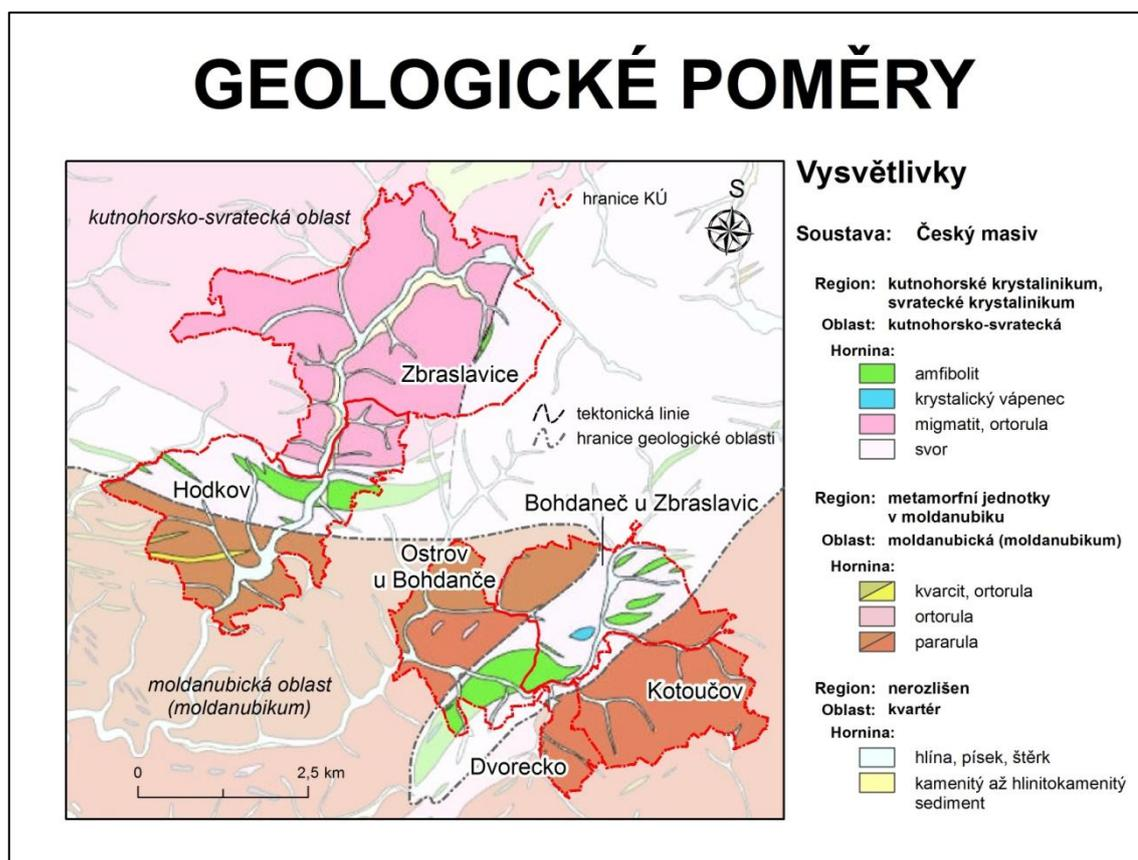 GEOLOGICKÉ POMĚRY
kutnohorsko-svratecká oblast
hranice KÚ
S
Zbraslavice
tektonická linie
hranice geologické oblasti
Hodkov
Bohdaneč u Zbraslavic
Ostrov
u Bohdanče
moldanubická oblast
(moldanubikum)
Kotoučov
Dvorecko
0
2,5 km
Vysvětlivky
Soustava: Český masiv
Region: kutnohorské krystalinikum,
svratecké krystalinikum
Oblast: kutnohorsko-svratecká
Hornina:
amfibolit
krystalický vápenec
migmatit, ortorula
svor
Region: metamorfní jednotky
v moldanubiku
Oblast: moldanubická (moldanubikum)
Hornina:
kvarcit, ortorula
ortorula
pararula
Region: nerozlišen
Oblast: kvartér
Hornina:
hlína, písek, štěrk
kamenitý až hlinitokamenitý
sediment